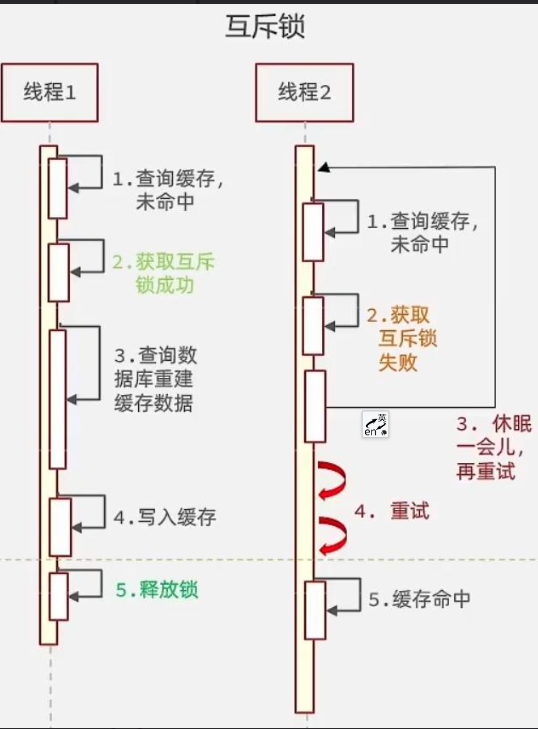 互斥锁
线程1
线程2
1.查询缓存，
未命中
2.获取互斥
锁成功
3.查询数
据库重建
缓存数据
4.写入缓存
5.释放锁
1.查询缓存，
未命中
2.获取
互斥锁
失败
英
en
3. 休眠
一会儿，
再重试
4. 重试
5.缓存命中